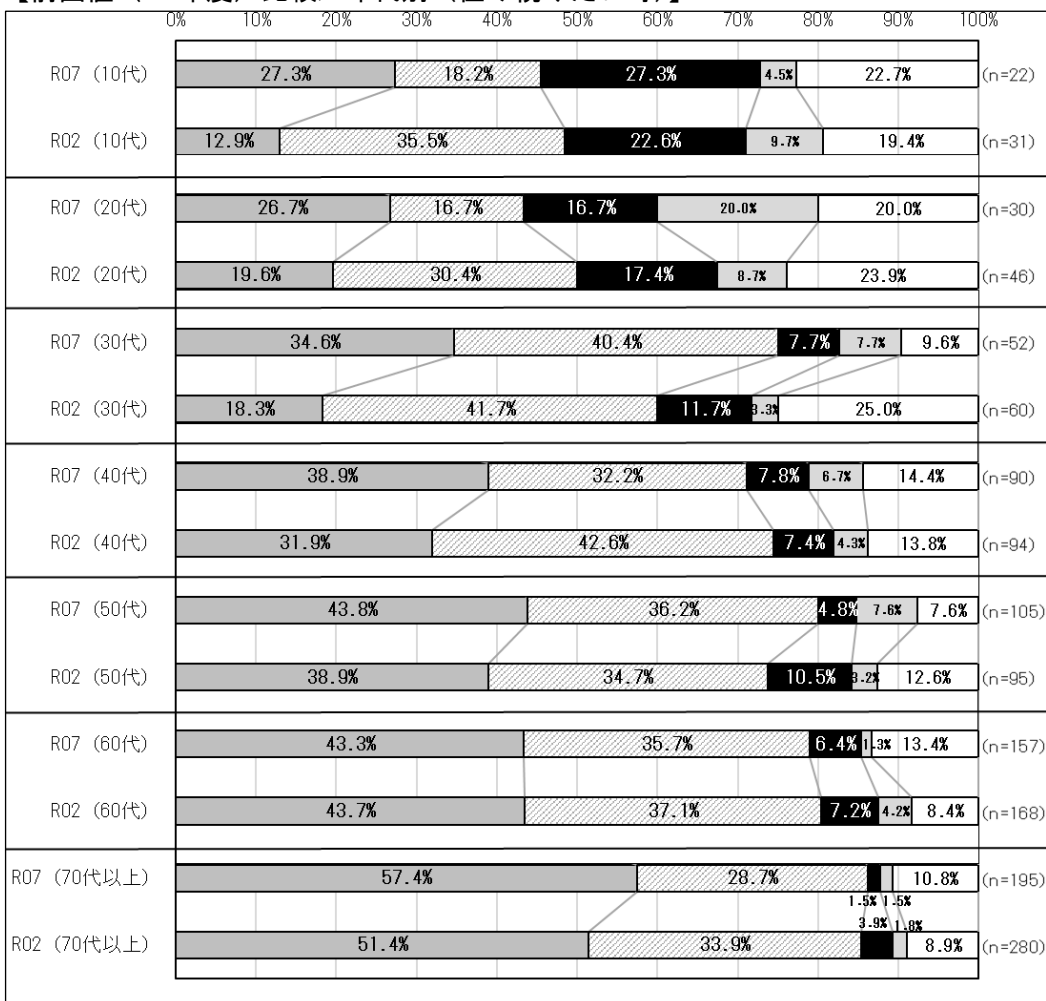 0% 10% 20% 30% 40% 50% 60% 70% 80% 90% 100%
R07 (10代) 27.3% 18.2% 27.3% 4.5% 22.7% (n=22)
R02 (10代) 12.9% 35.5% 22.6% 9.7% 19.4% (n=31)
R07 (20代) 26.7% 16.7% 16.7% 20.0% 20.0% (n=30)
R02 (20代) 19.6% 30.4% 17.4% 8.7% 23.9% (n=46)
R07 (30代) 34.6% 40.4% 7.7% 7.7% 9.6% (n=52)
R02 (30代) 18.3% 41.7% 11.7% 3.3% 25.0% (n=60)
R07 (40代) 38.9% 32.2% 7.8% 6.7% 14.4% (n=90)
R02 (40代) 31.9% 42.6% 7.4% 4.3% 13.8% (n=94)
R07 (50代) 43.8% 36.2% 4.8% 7.6% 7.6% (n=105)
R02 (50代) 38.9% 34.7% 10.5% 3.2% 12.6% (n=95)
R07 (60代) 43.3% 35.7% 6.4% 1.3% 13.4% (n=157)
R02 (60代) 43.7% 37.1% 7.2% 4.2% 8.4% (n=168)
R07 (70代以上) 57.4% 28.7% 10.8% (n=195)
1.5% 1.5%
3.9% 1.8%
R02 (70代以上) 51.4% 33.9% 8.9% (n=280)